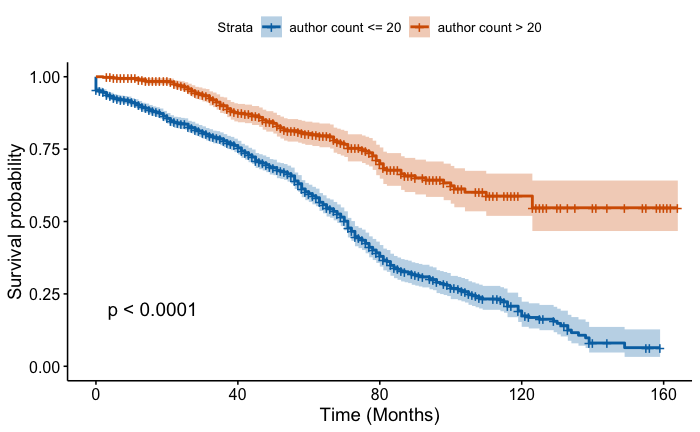 Strata author count <= 20 author count > 20
1.00
0.75
0.50
0.25
0.00
Survival probability
p < 0.0001
0 40 80 120 160
Time (Months)